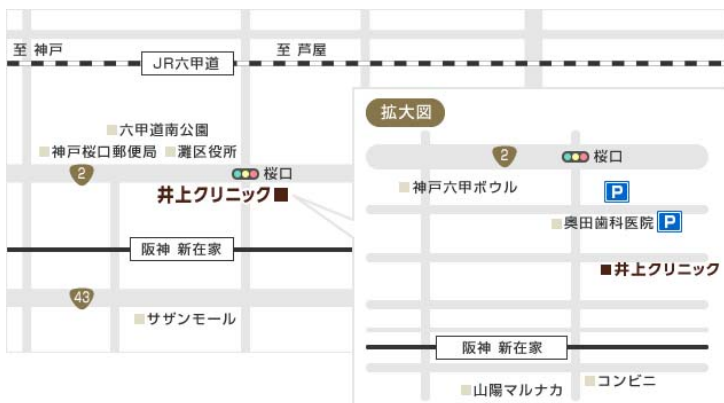 至 神戸
至 芦屋
JR六甲道
六甲道南公園
神戸桜口郵便局
灘区役所
2
桜口
井上クリニック
阪神 新在家
43
サザンモール
拡大図
2
桜口
神戸六甲ボウル
P
奥田歯科医院
P
井上クリニック
阪神 新在家
山陽マルナカ
コンビニ